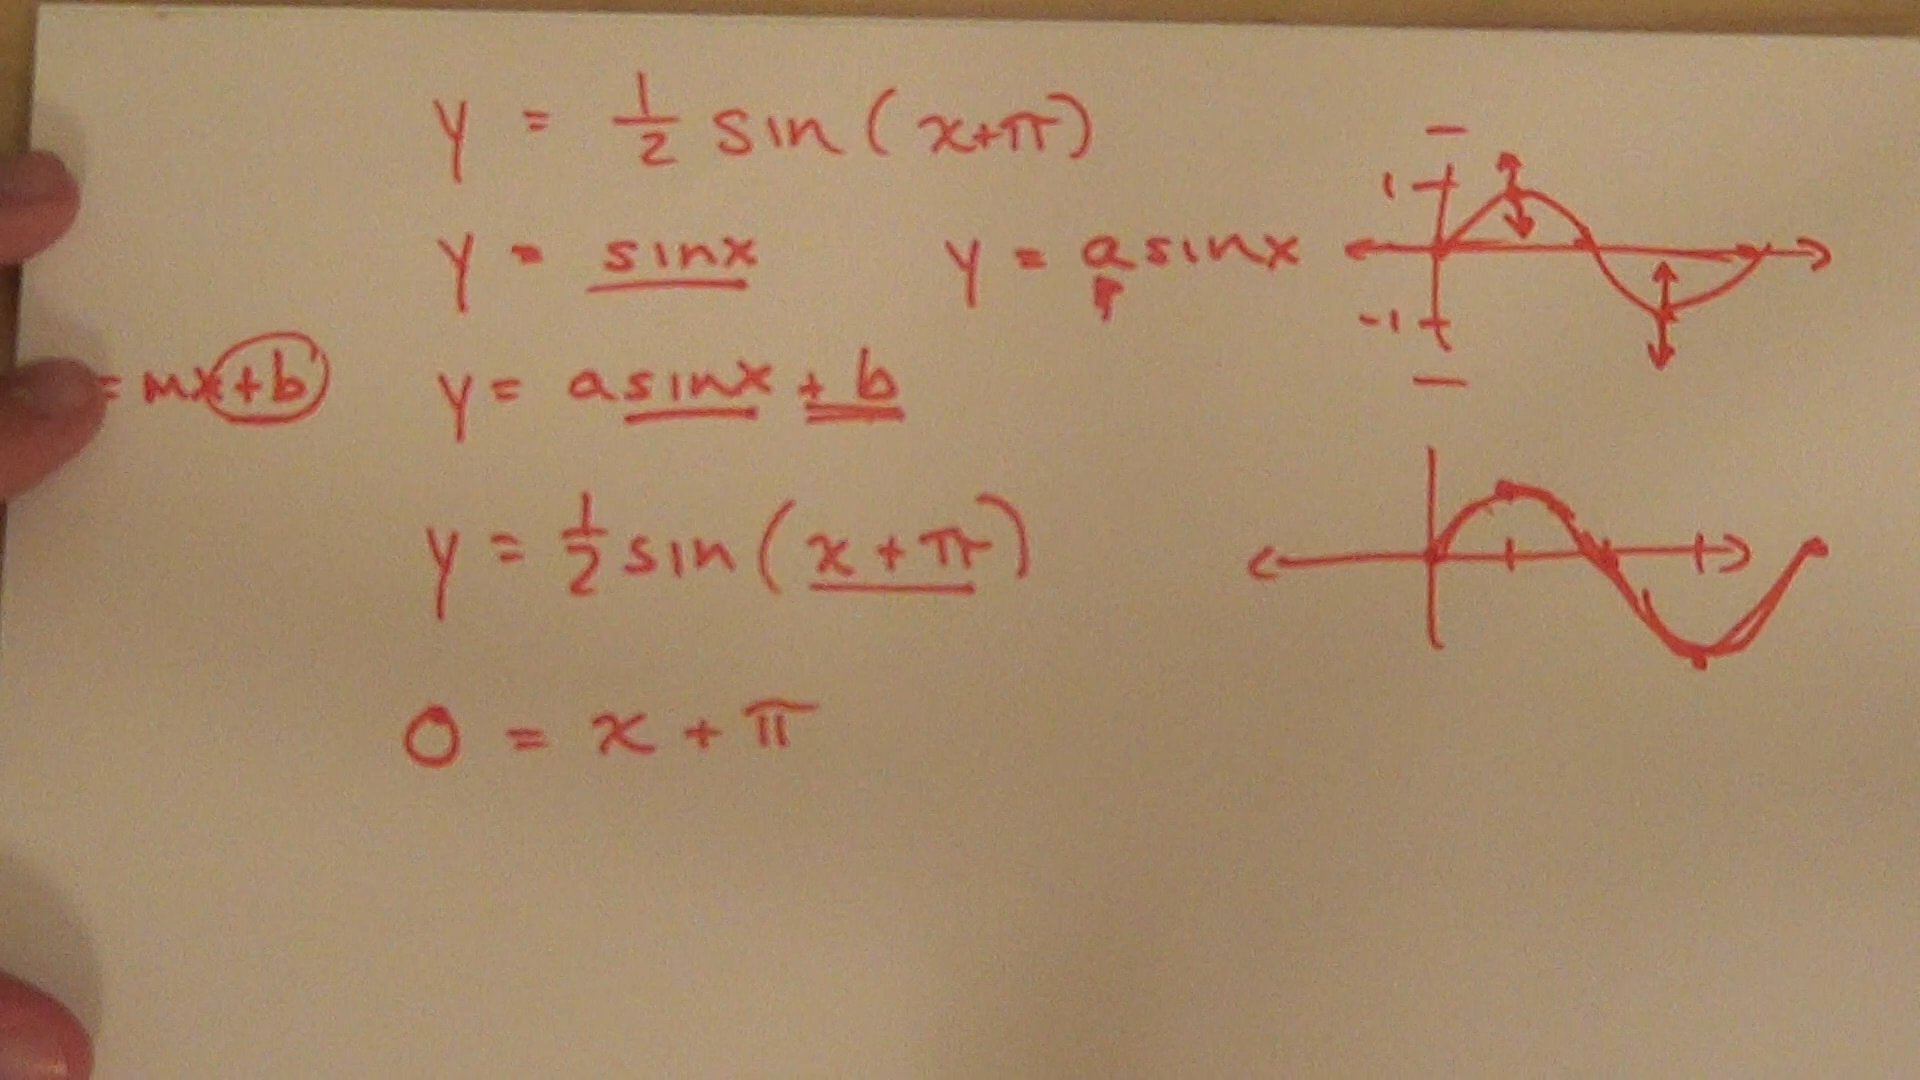 y = 1/2 sin(x+π)
1
y = sinx
y = asinx
-1
= mx+b
y = asinx + b
y = 1/2 sin(x + π)
0 = x + π